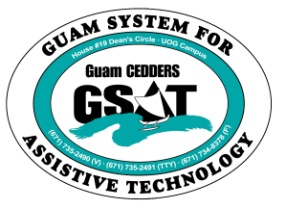 GUAM SYSTEM FOR
House #19 Dean's Circle · UOG Campus
Guam CEDDERS
GSAT
(671) 735-2490 (V) · (671) 735-2491 (TTY) · (671) 734-8378 (F)
ASSISTIVE TECHNOLOGY